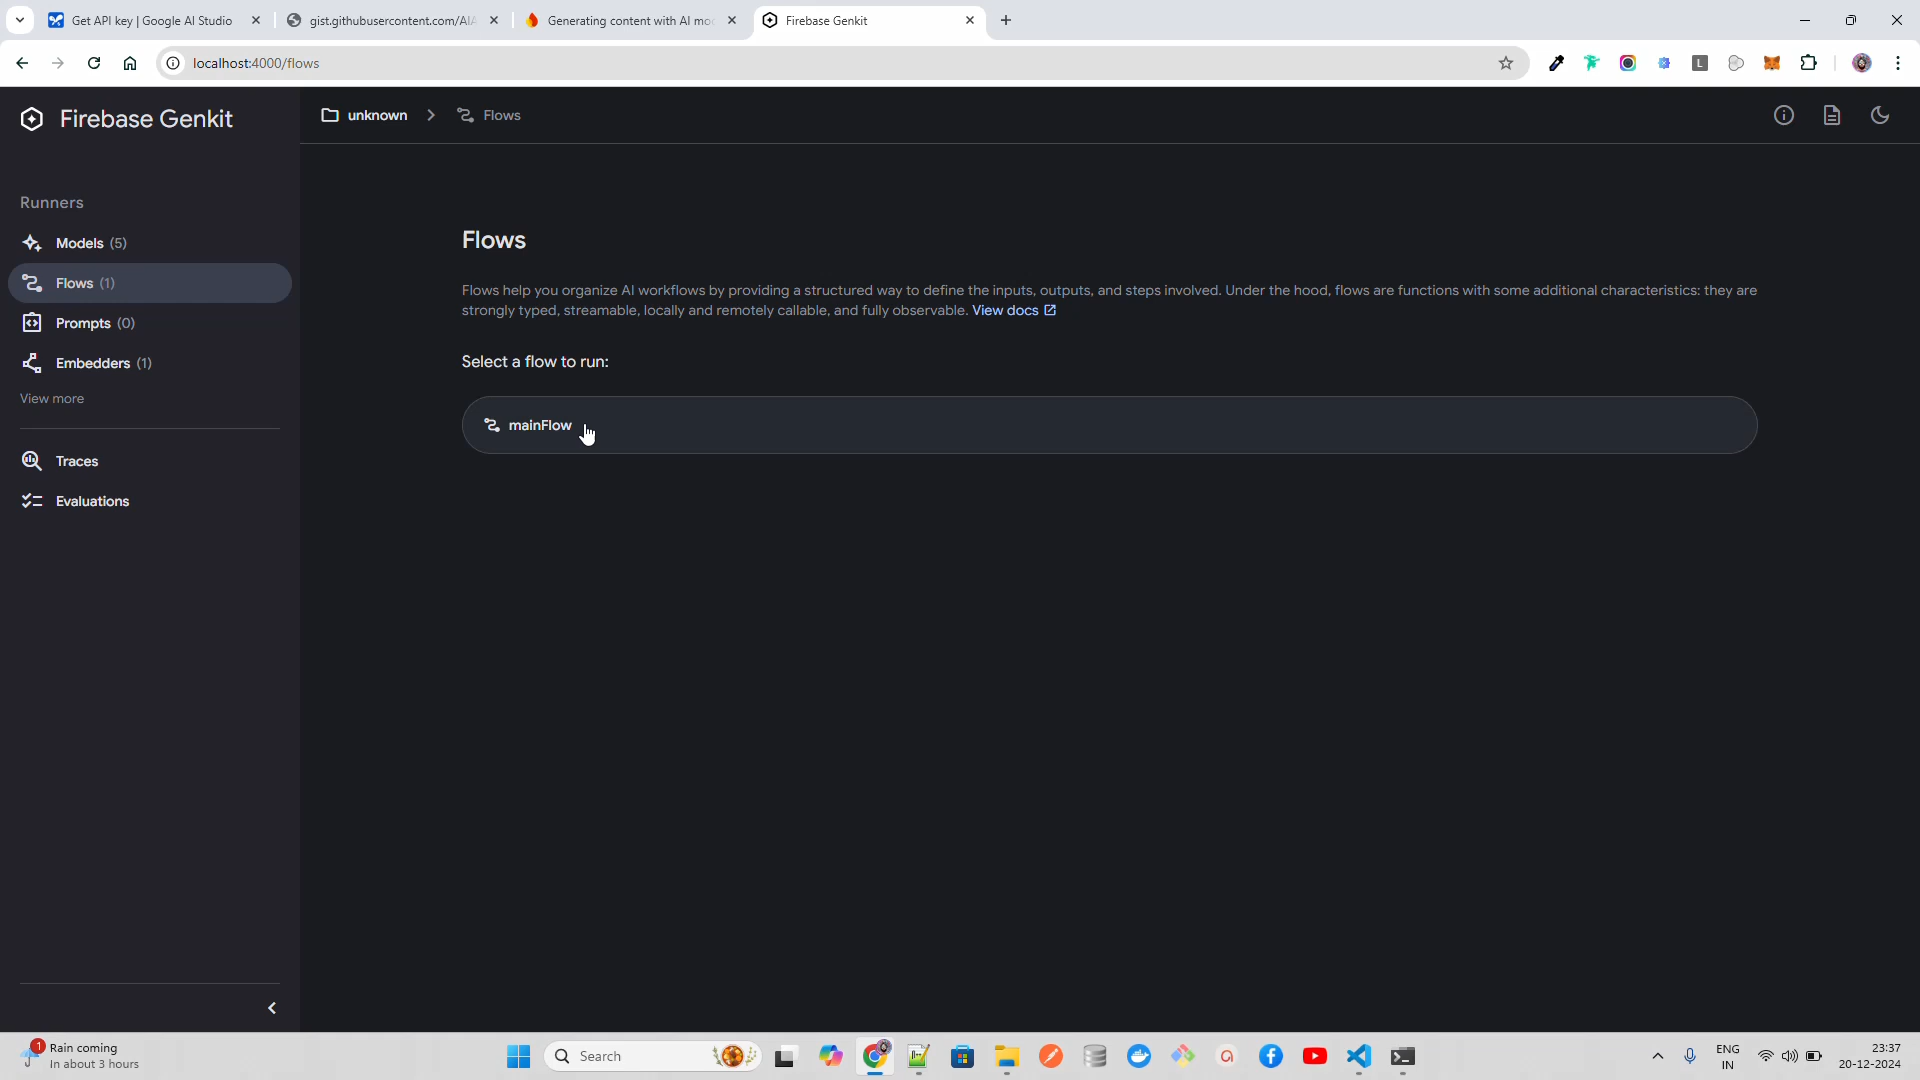 Get API key | Google AI Studio
gist.githubusercontent.com/AIA
Generating content with AI mod
Firebase Genkit
localhost:4000/flows
L
Firebase Genkit
unknown
Flows
Runners
Models (5)
Flows (1)
Prompts (0)
Embedders (1)
View more
Traces
Evaluations
Flows
Flows help you organize AI workflows by providing a structured way to define the inputs, outputs, and steps involved. Under the hood, flows are functions with some additional characteristics: they are
strongly typed, streamable, locally and remotely callable, and fully observable. View docs
Select a flow to run:
mainFlow
1
Rain coming
In about 3 hours
Search
ENG
IN
23:37
20-12-2024